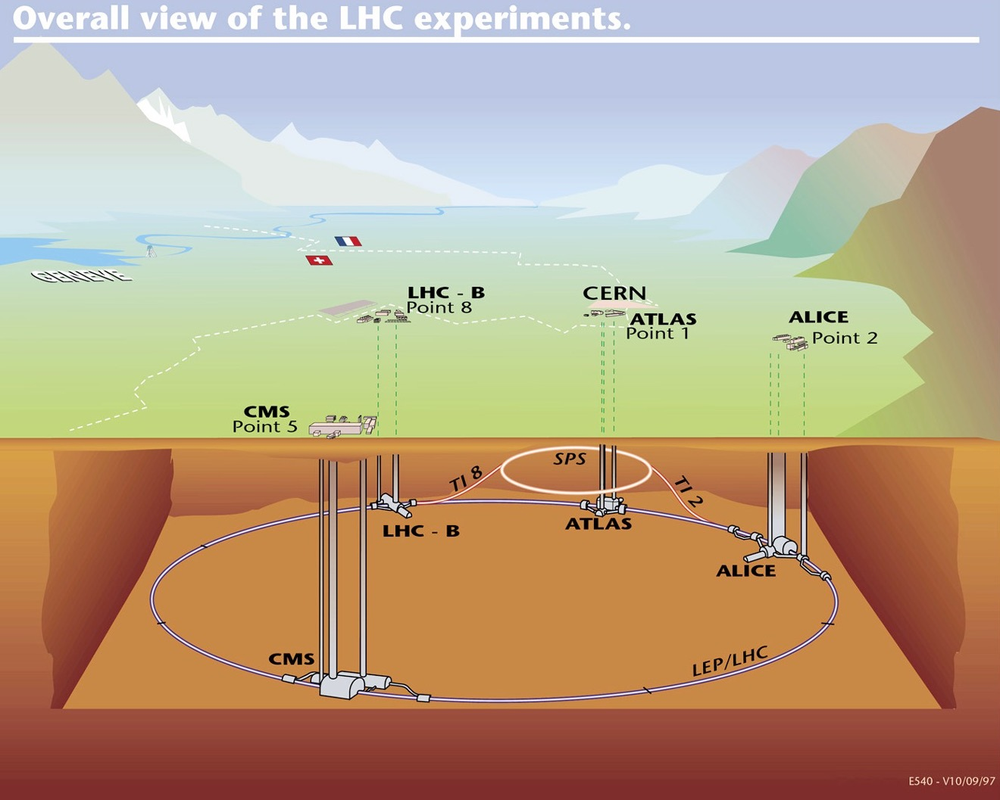 Overall view of the LHC experiments.
GENEVE
LHC - B
Point 8
CERN
ATLAS
Point 1
ALICE
Point 2
CMS
Point 5
SPS
TI 8
TI 2
LHC - B
ATLAS
ALICE
CMS
LEP/LHC
E540 - V10/09/97